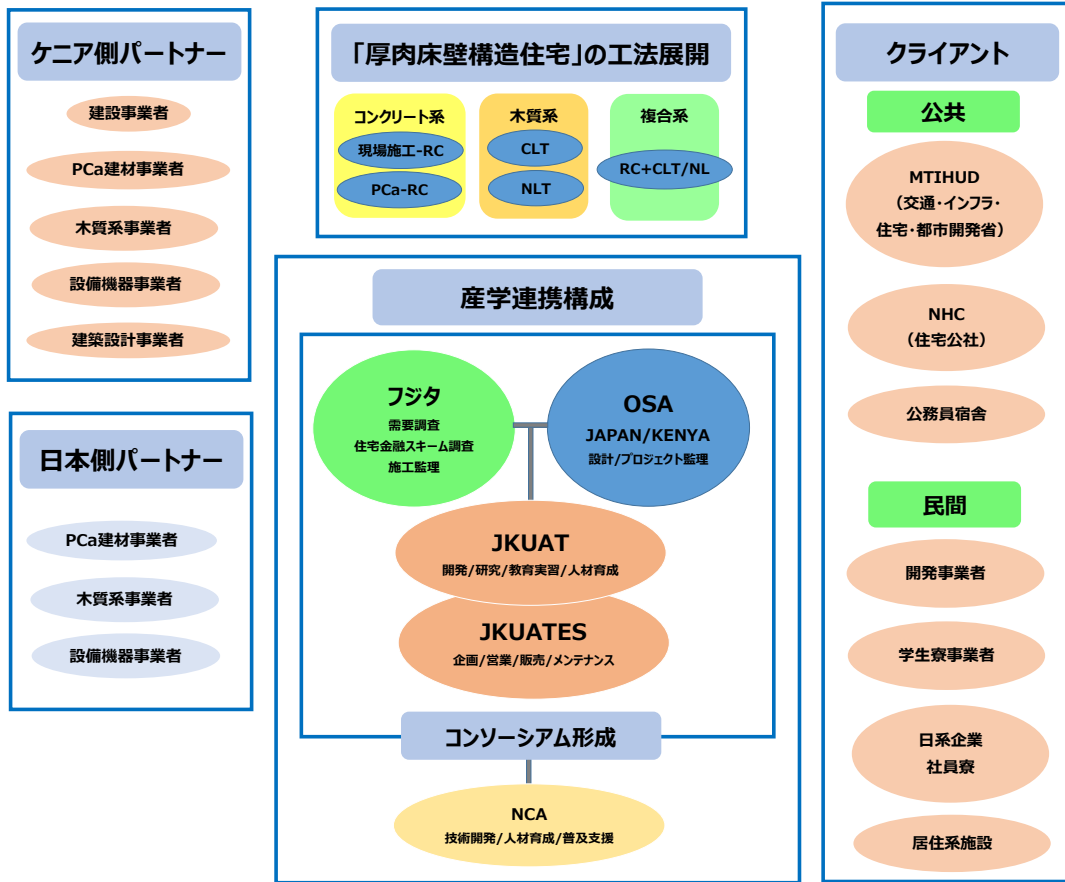 ケニア側パートナー
建設事業者
PCa建材事業者
木質系事業者
設備機器事業者
建築設計事業者
日本側パートナー
PCa建材事業者
木質系事業者
設備機器事業者
「厚肉床壁構造住宅」の工法展開
コンクリート系
現場施工-RC
PCa-RC
木質系
CLT
NLT
複合系
RC+CLT/NL
産学連携構成
フジタ
需要調査
住宅金融スキーム調査
施工監理
OSA
JAPAN/KENYA
設計/プロジェクト監理
JKUAT
開発/研究/教育実習/人材育成
JKUATES
企画/営業/販売/メンテナンス
コンソーシアム形成
NCA
技術開発/人材育成/普及支援
クライアント
公共
MTIHUD
（交通・インフラ・
住宅・都市開発省）
NHC
（住宅公社）
公務員宿舎
民間
開発事業者
学生寮事業者
日系企業
社員寮
居住系施設